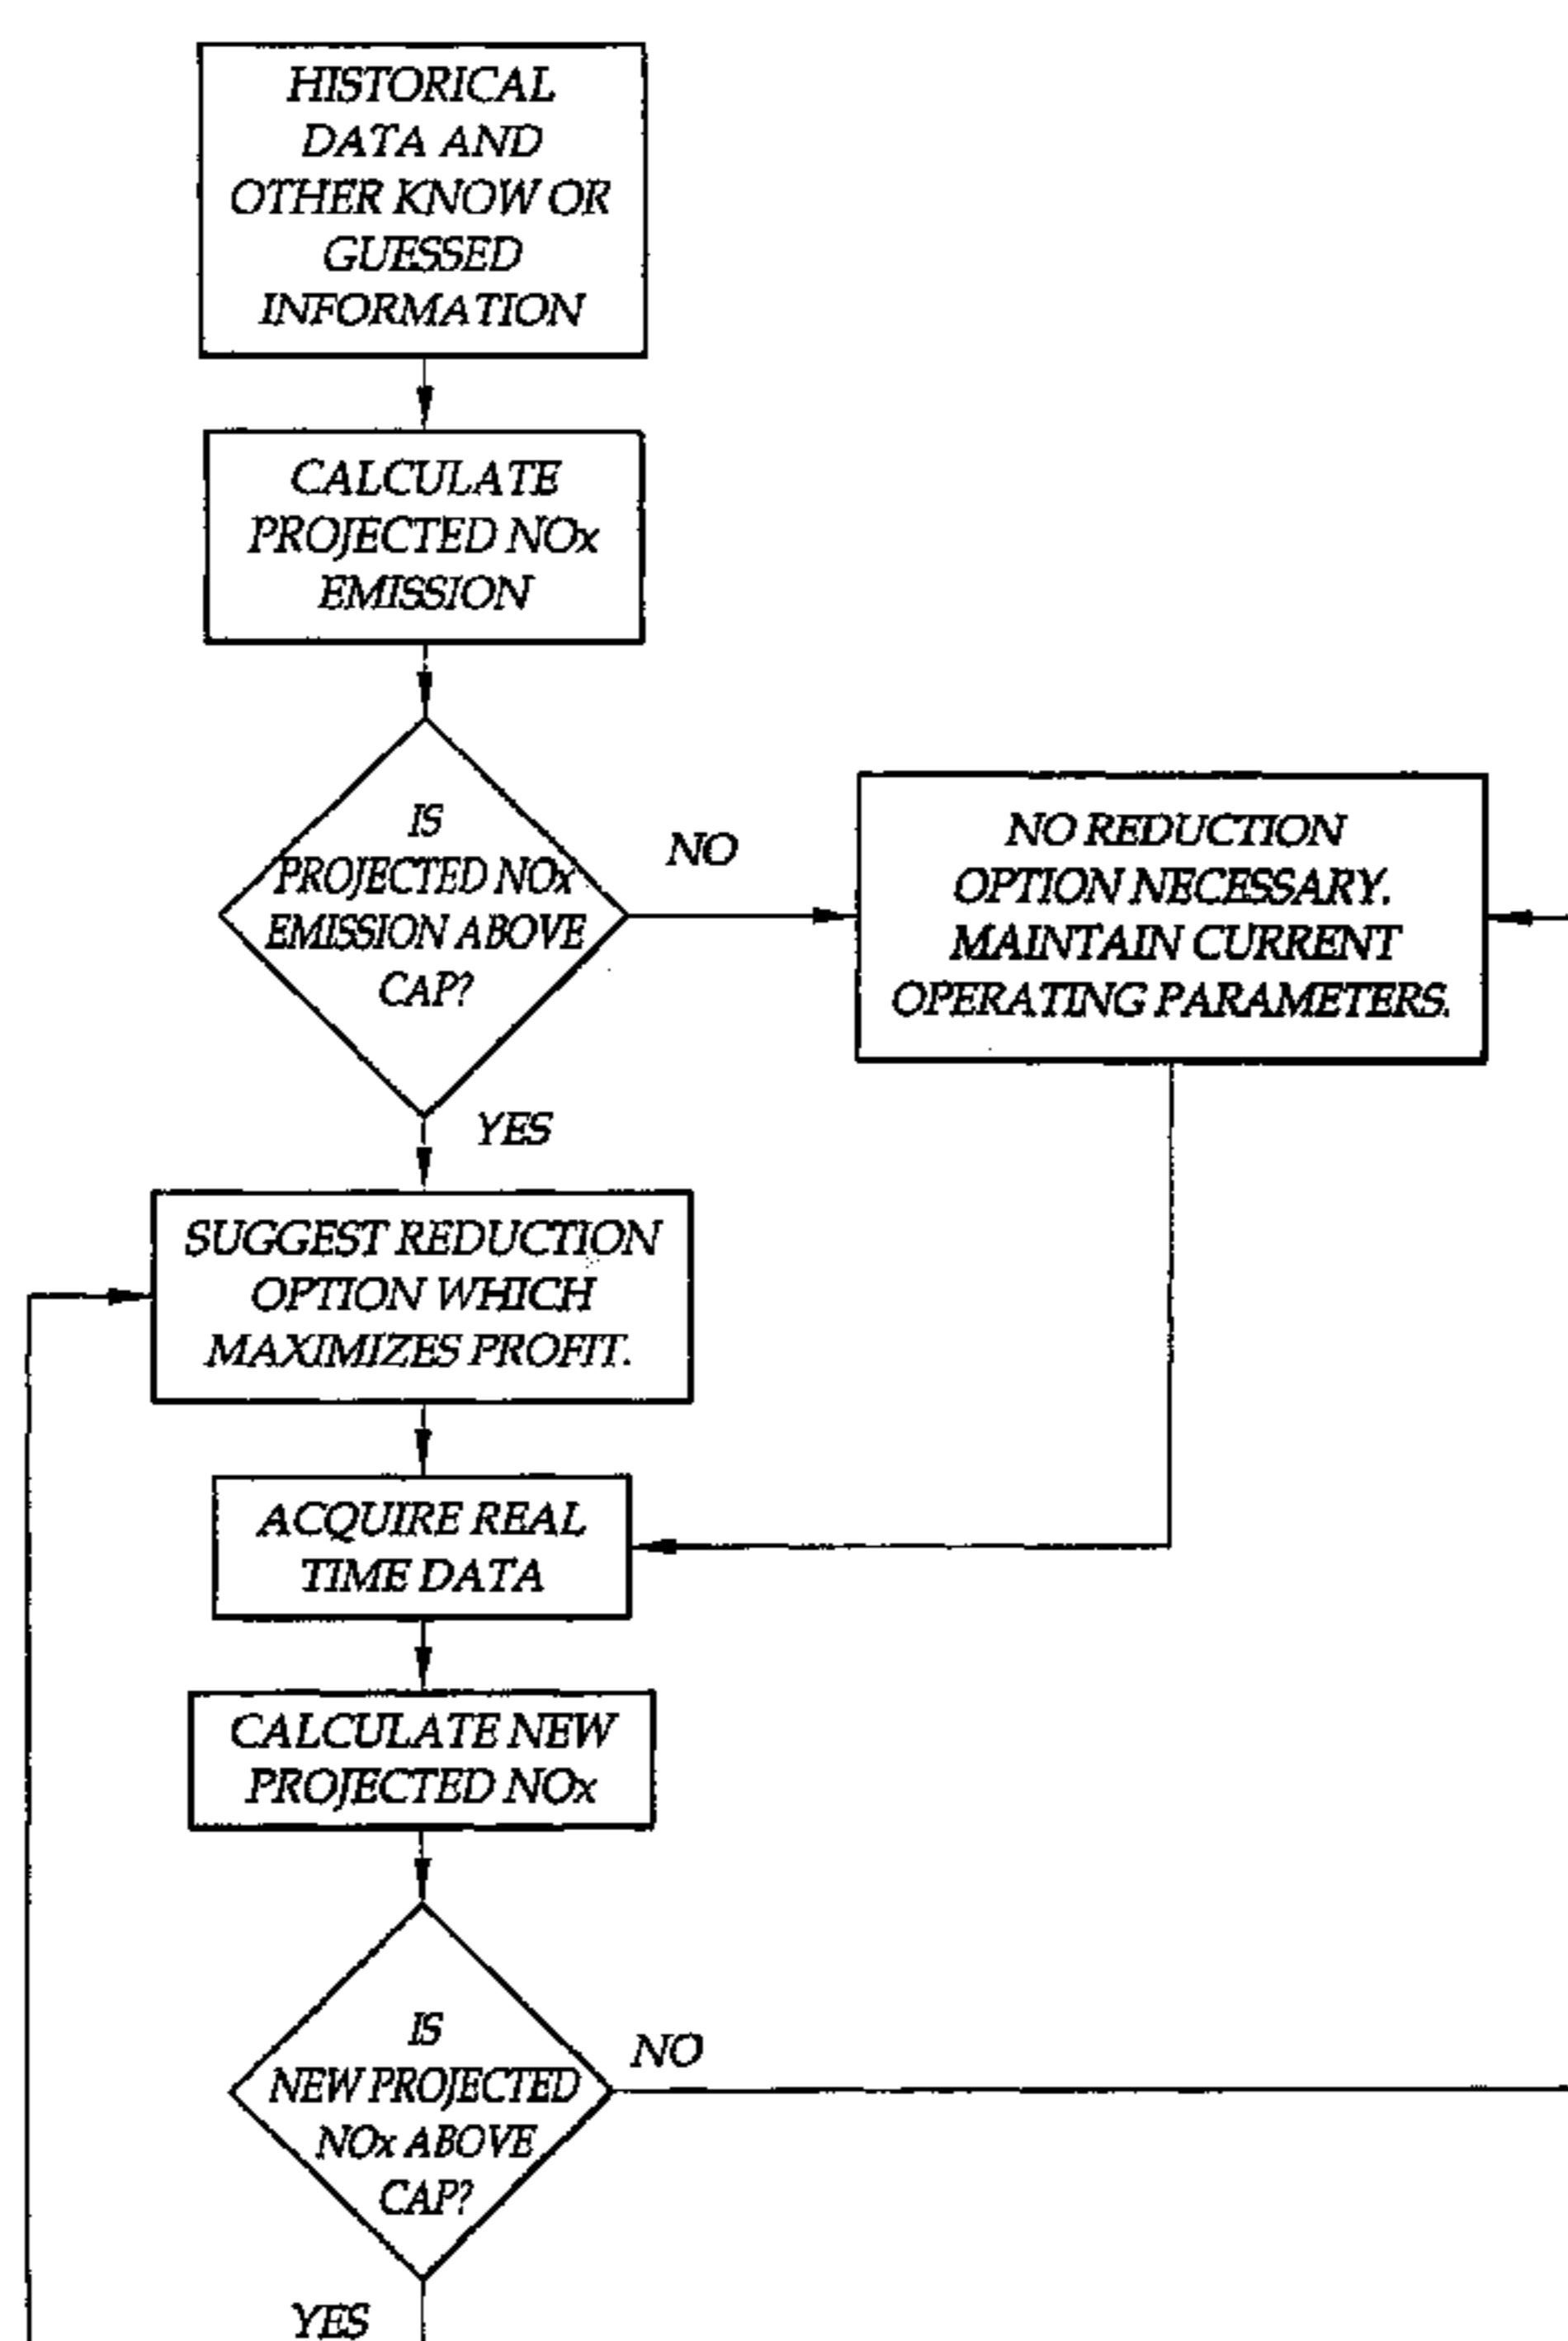 HISTORICAL
DATA AND
OTHER KNOW OR
GUESSED
INFORMATION
CALCULATE
PROJECTED NOx
EMISSION
IS
PROJECTED NOx
EMISSION ABOVE
CAP?
NO
NO REDUCTION
OPTION NECESSARY.
MAINTAIN CURRENT
OPERATING PARAMETERS.
YES
SUGGEST REDUCTION
OPTION WHICH
MAXIMIZES PROFIT.
ACQUIRE REAL
TIME DATA
CALCULATE NEW
PROJECTED NOx
IS
NEW PROJECTED
NOx ABOVE
CAP?
NO
YES